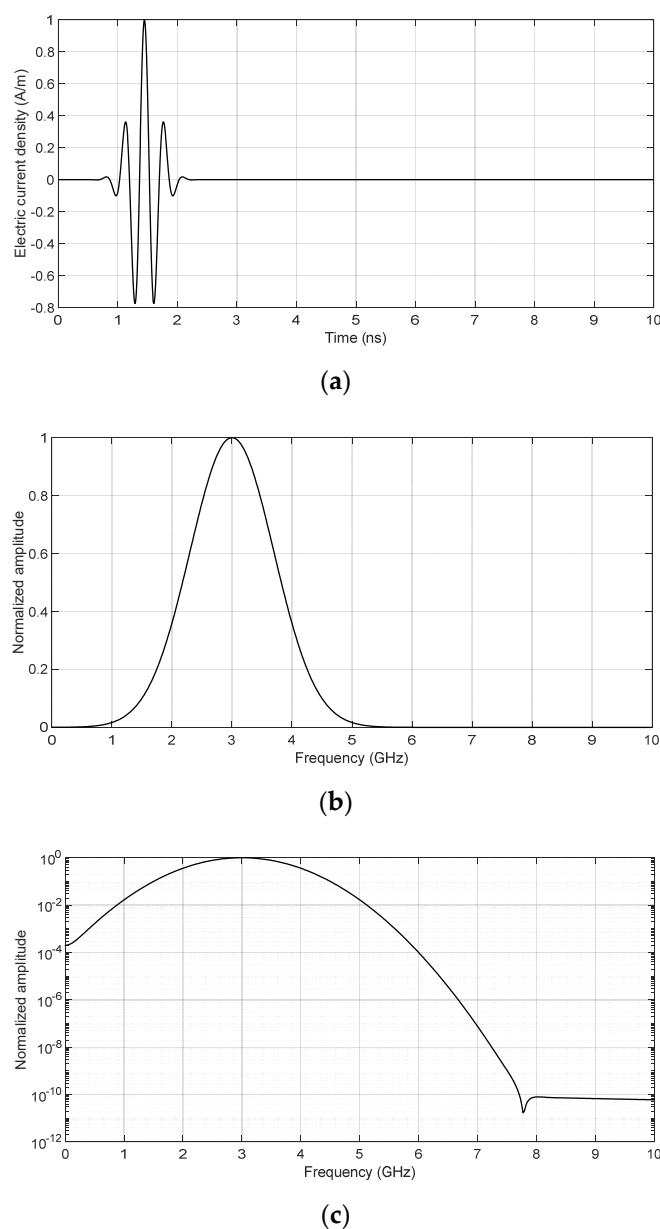 1
0.8
0.6
0.4
0.2
0
-0.2
-0.4
-0.6
-0.8
Electric current density (A/m)
0 1 2 3 4 5 6 7 8 9 10
Time (ns)
(a)
1
0.8
0.6
0.4
0.2
0
Normalized amplitude
0 1 2 3 4 5 6 7 8 9 10
Frequency (GHz)
(b)
10^0
10^-2
10^-4
10^-6
10^-8
10^-10
10^-12
Normalized amplitude
0 1 2 3 4 5 6 7 8 9 10
Frequency (GHz)
(c)